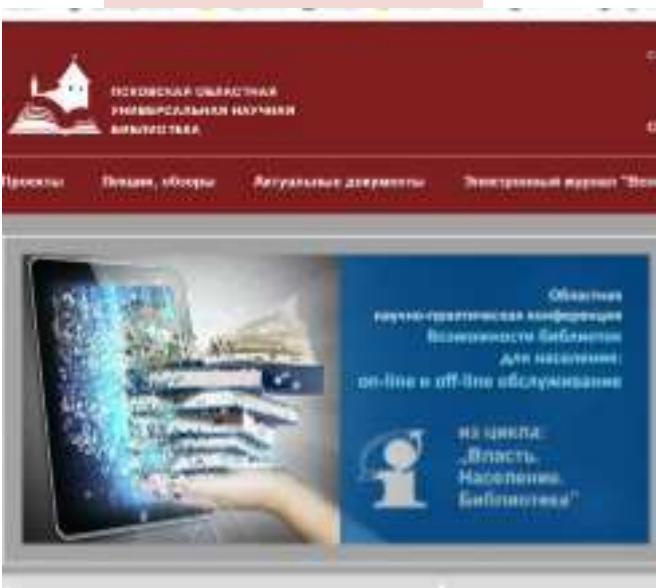 ПСКОВСКАЯ ОБЛАСТНАЯ
УНИВЕРСАЛЬНАЯ НАУЧНАЯ
БИБЛИОТЕКА
Проекты Лекции, обзоры Актуальные документы Электронный журнал
Областная
научно-практическая конференция
Возможности библиотек
для населения:
on-line и off-line обслуживание
из цикла:
„Власть.
Население.
Библиотека"